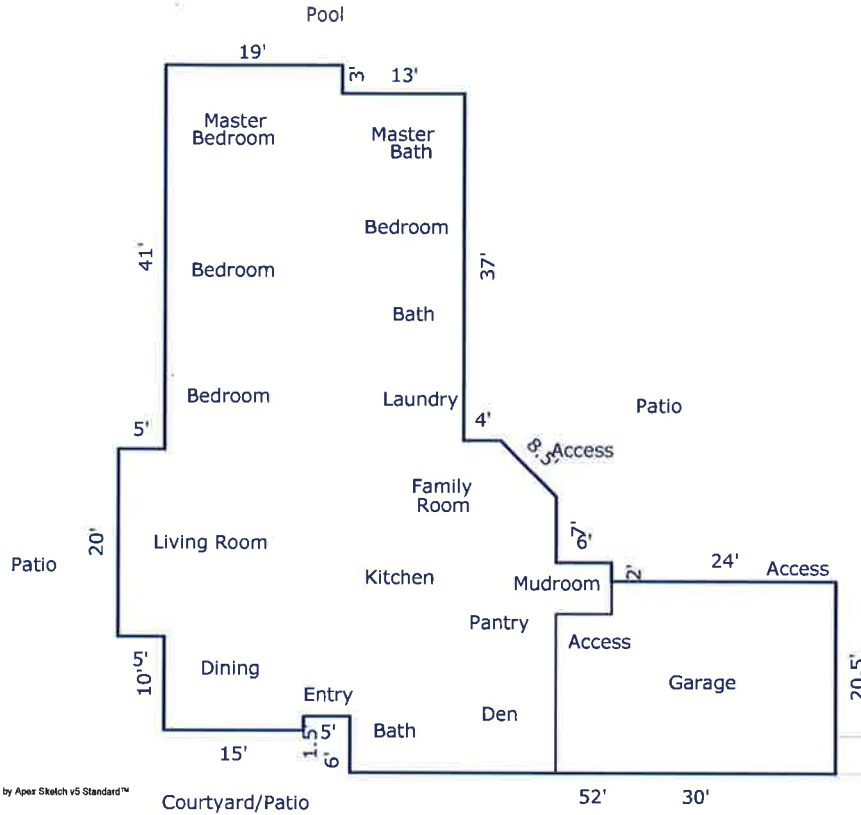 Pool
19'
3'
13'
Master
Bedroom
Master
Bath
Bedroom
41'
Bedroom
37'
Bath
Bedroom
Laundry
Patio
5'
4'
8.5'
Access
Family
Room
20'
Living Room
7'
6'
Patio
Kitchen
Mudroom
2'
24'
Access
Pantry
Access
5'
10'
Dining
Garage
20.5'
Entry
Den
5'
Bath
1.5'
15'
6'
by Apex Sketch v5 Standard™
Courtyard/Patio
52'
30'